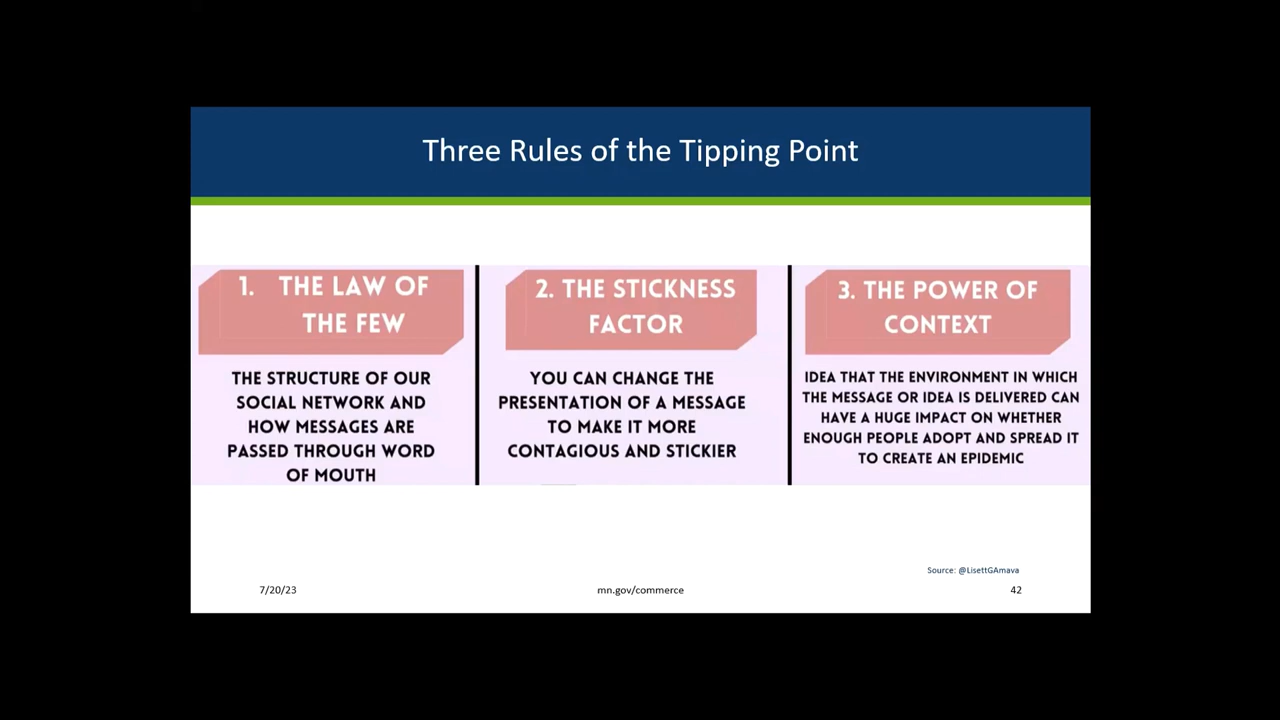 Three Rules of the Tipping Point
1. THE LAW OF
THE FEW
THE STRUCTURE OF OUR
SOCIAL NETWORK AND
HOW MESSAGES ARE
PASSED THROUGH WORD
OF MOUTH
2. THE STICKNESS
FACTOR
YOU CAN CHANGE THE
PRESENTATION OF A MESSAGE
TO MAKE IT MORE
CONTAGIOUS AND STICKIER
3. THE POWER OF
CONTEXT
IDEA THAT THE ENVIRONMENT IN WHICH
THE MESSAGE OR IDEA IS DELIVERED CAN
HAVE A HUGE IMPACT ON WHETHER
ENOUGH PEOPLE ADOPT AND SPREAD IT
TO CREATE AN EPIDEMIC
Source: @LisettGAmava
7/20/23
mn.gov/commerce
42